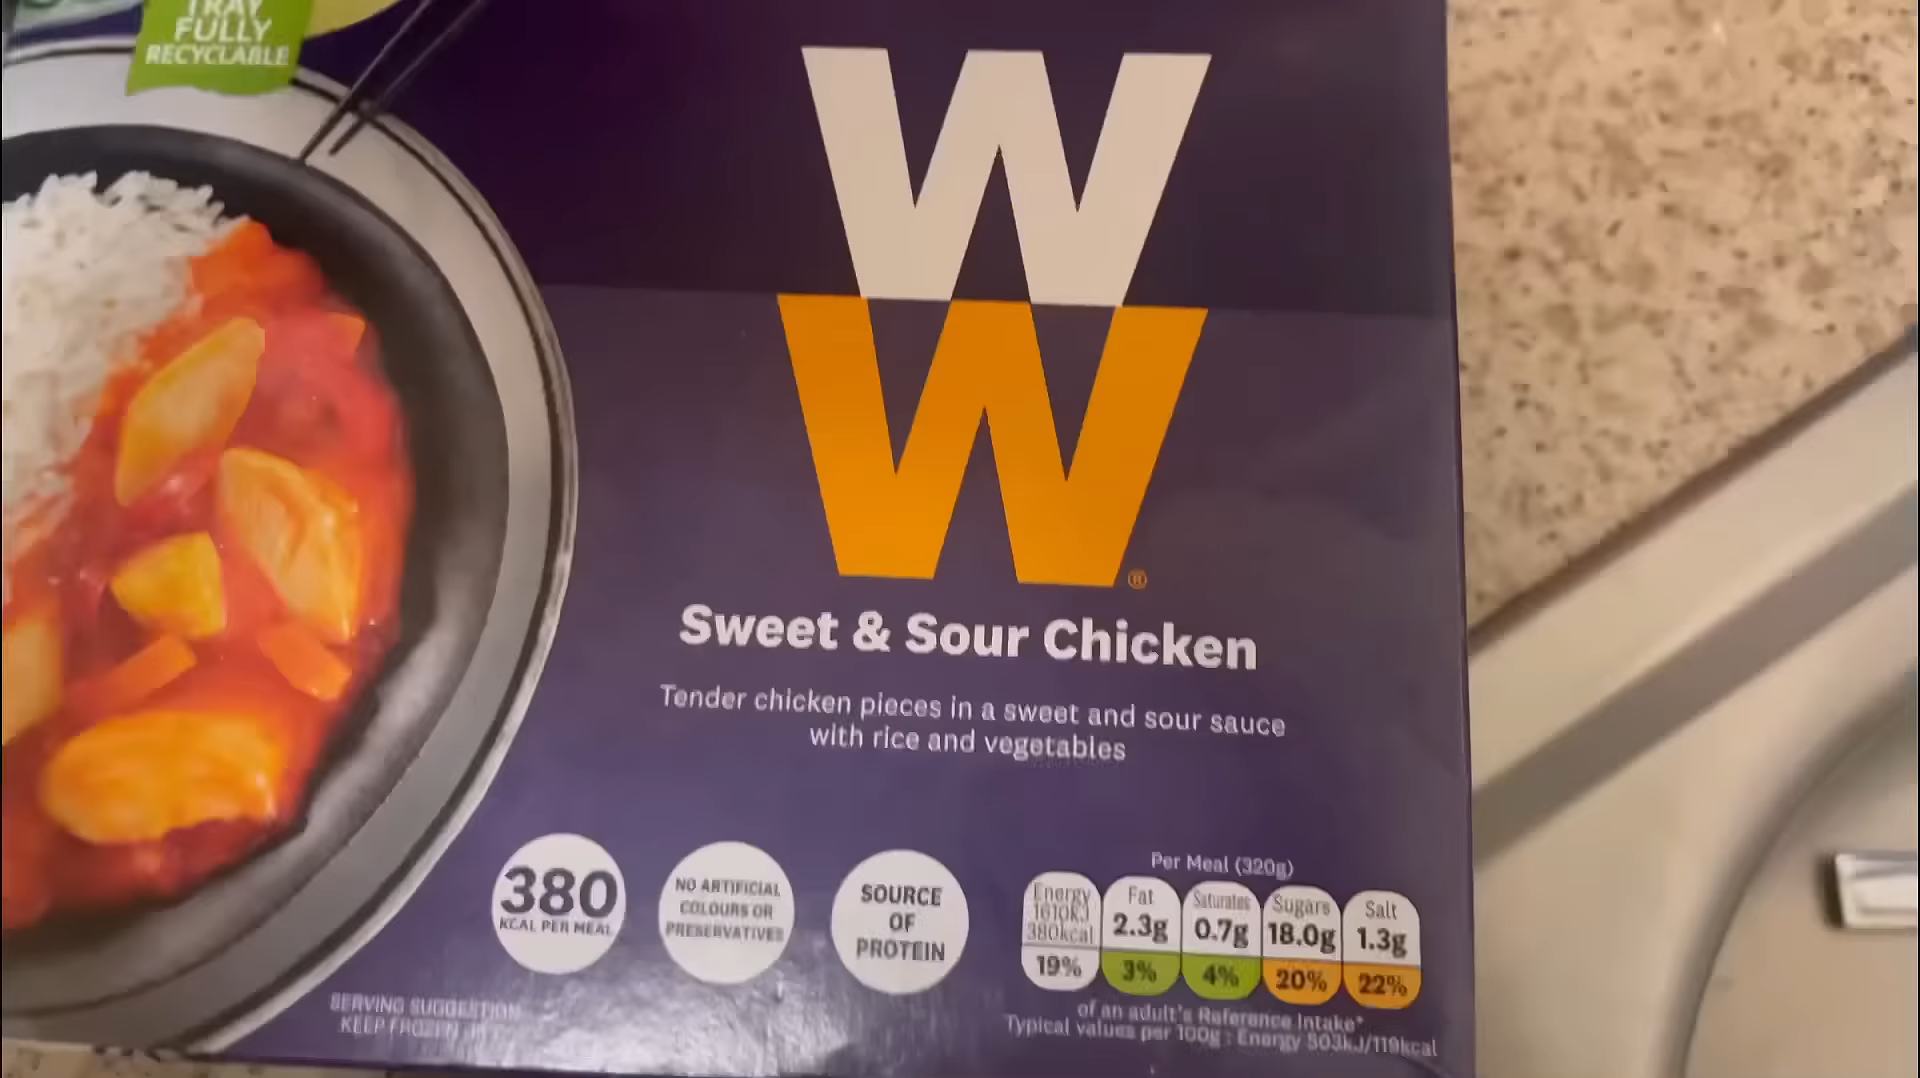 TRAY
FULLY
RECYCLABLE
W
W®
Sweet & Sour Chicken
Tender chicken pieces in a sweet and sour sauce
with rice and vegetables
380
KCAL PER MEAL
NO ARTIFICIAL
COLOURS OR
PRESERVATIVES
SOURCE
OF
PROTEIN
Per Meal (320g)
Energy
1610kJ
380kcal
19%
Fat
2.3g
3%
Saturates
0.7g
4%
Sugars
18.0g
20%
Salt
1.3g
22%
of an adult's Reference Intake*
Typical values per 100g : Energy 503kJ/119kcal
SERVING SUGGESTION
KEEP FROZEN